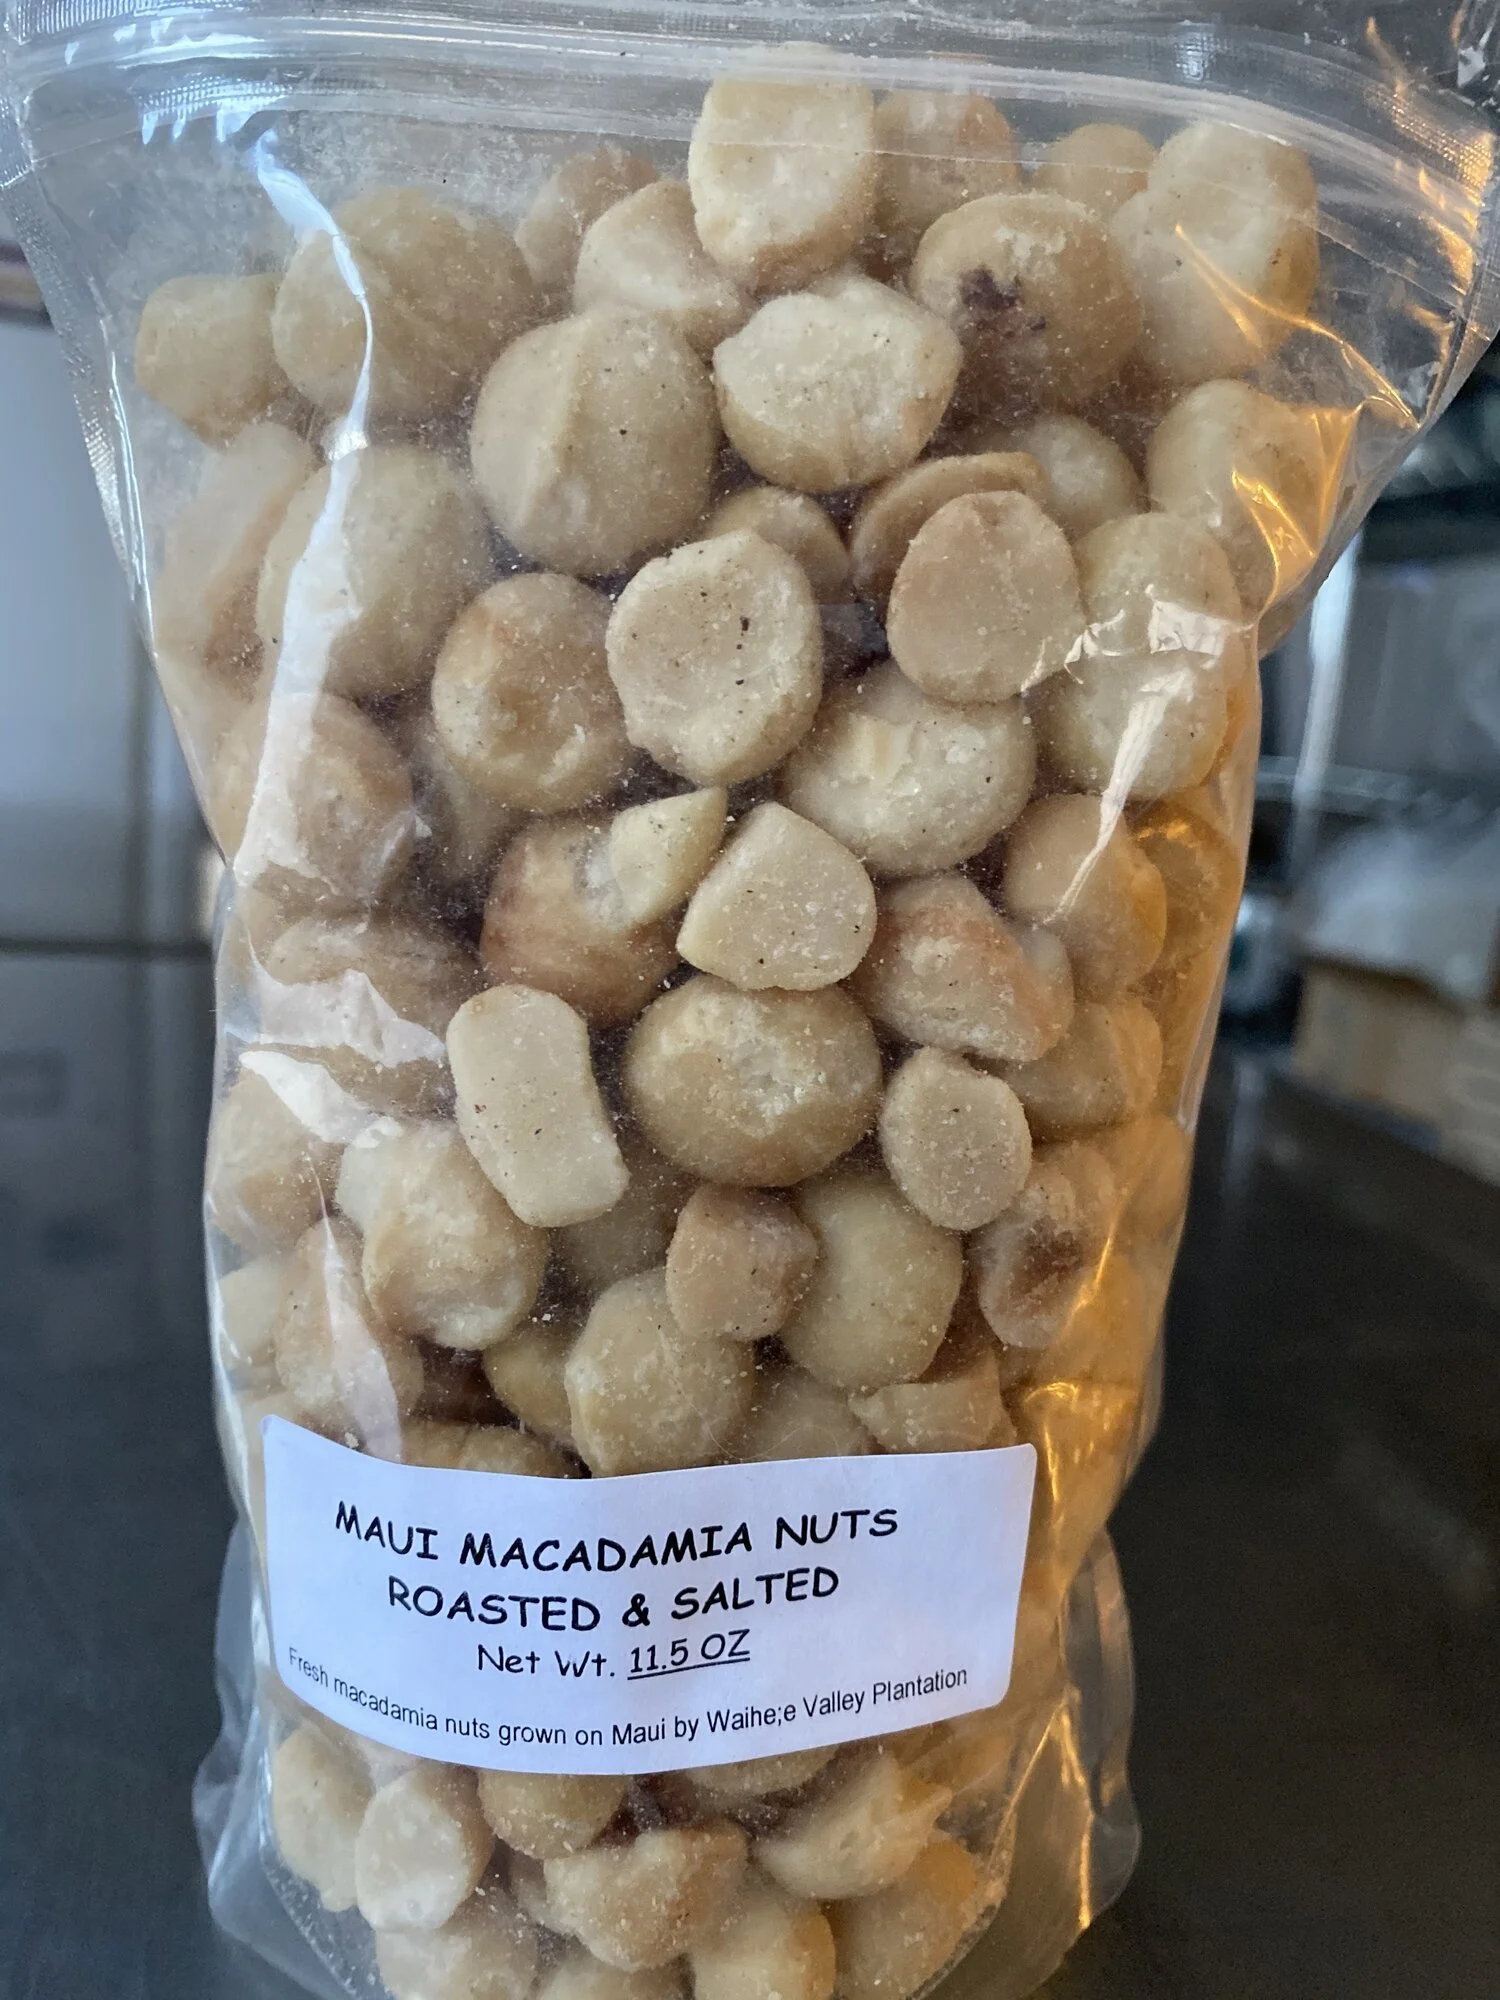 MAUI MACADAMIA NUTS
ROASTED & SALTED
Net Wt. 11.5 OZ
Fresh macadamia nuts grown on Maui by Waihe;e Valley Plantation